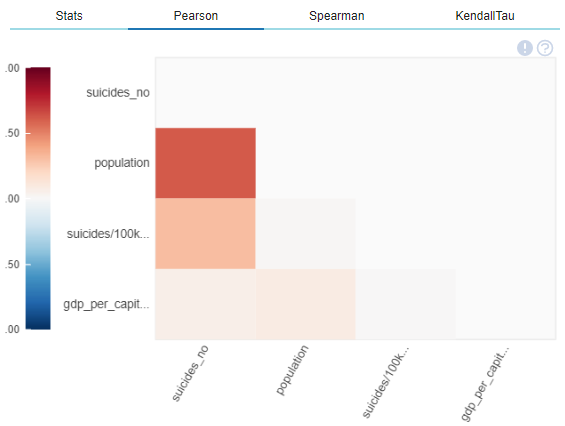 Stats Pearson Spearman KendallTau
! ?
.00
.50
.00
.50
.00
suicides_no
population
suicides/100k...
gdp_per_capit...
suicides_no
population
suicides/100k...
gdp_per_capit...